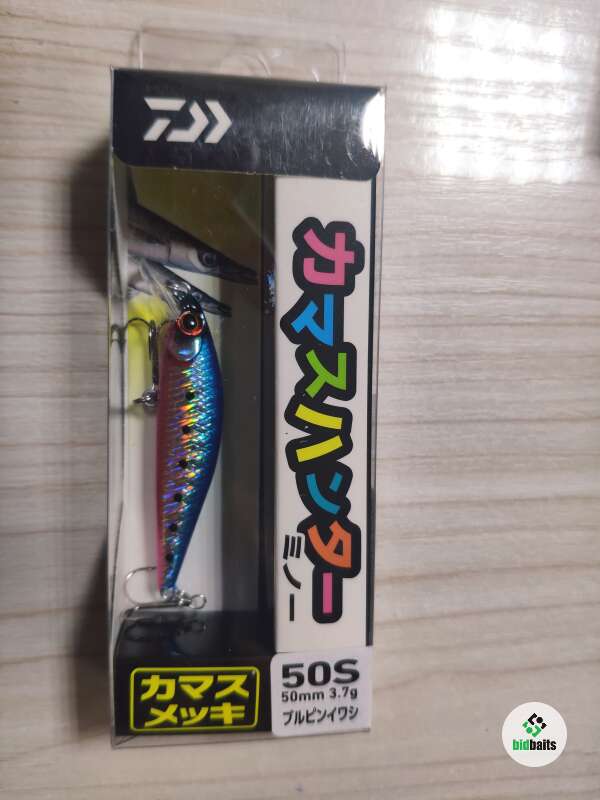 カマスハンター
ミノー
カマス
メッキ
50S
50mm 3.7g
ブルピンイワシ
bidbaits